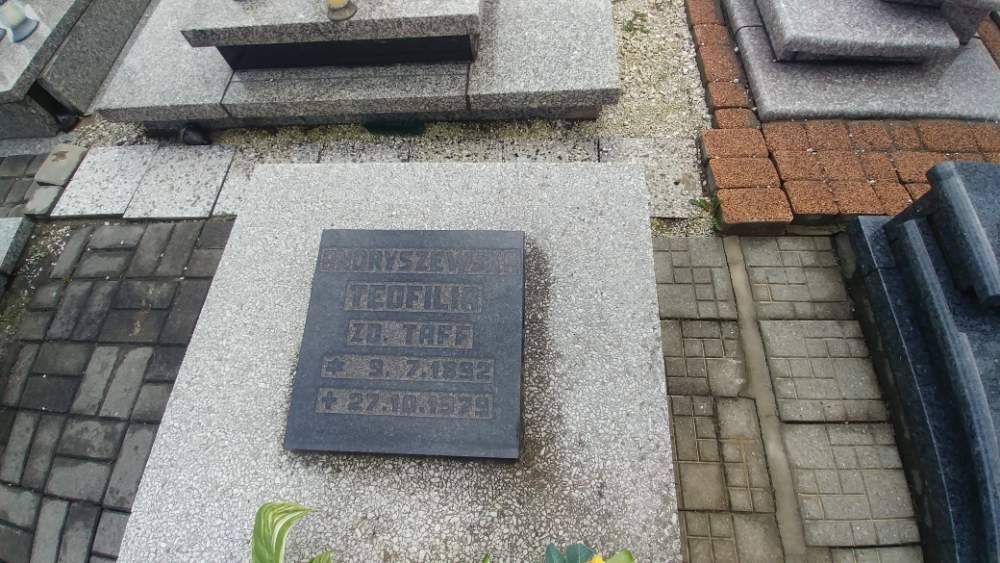 TEOFILIA
ZD. TAFF
* 9. 7.1892
+ 27.10.1979